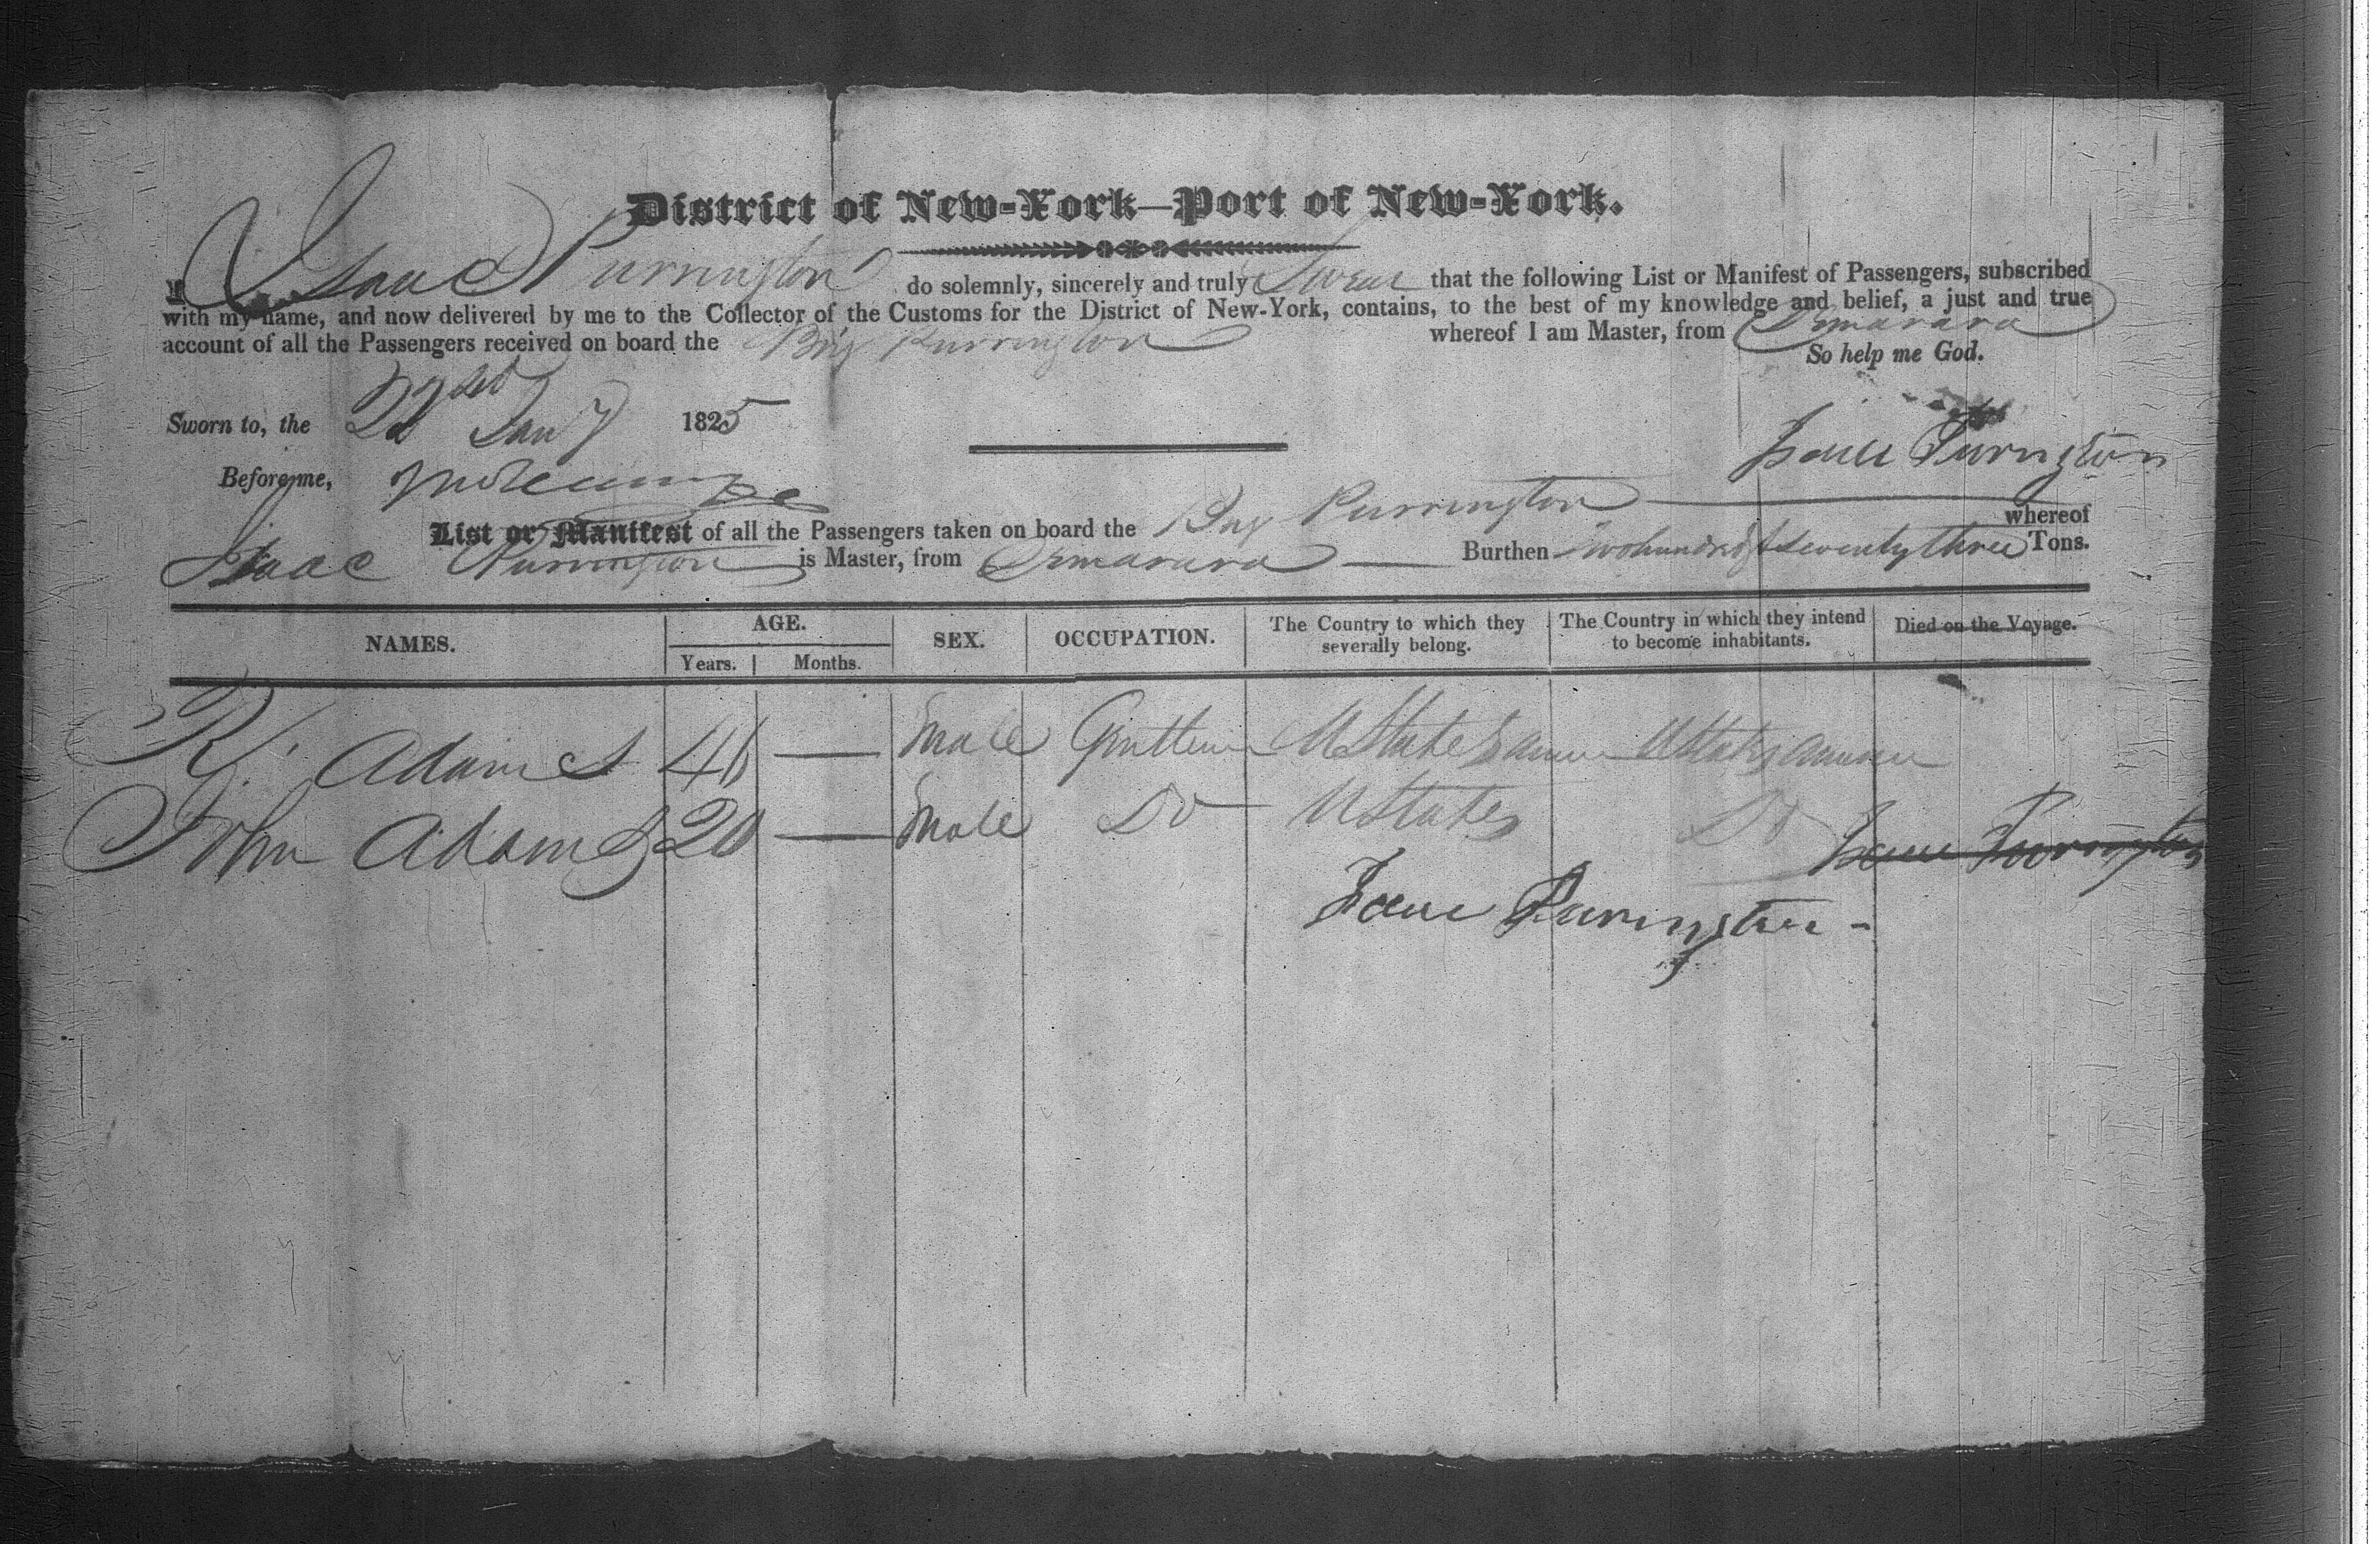 District of New-York—Port of New-York.
I Isaac Purrington do solemnly, sincerely and truly Swear that the following List or Manifest of Passengers, subscribed
with my name, and now delivered by me to the Collector of the Customs for the District of New-York, contains, to the best of my knowledge and belief, a just and true
account of all the Passengers received on board the Brig Purrington whereof I am Master, from Demarara
So help me God.
Sworn to, the 22 Jany 1825
Isaac Purington
Before me,
List or Manifest of all the Passengers taken on board the Brig Purrington whereof
Isaac Purrington is Master, from Demarara Burthen Two hundred & seventy three Tons.
NAMES. AGE. Years. Months. SEX. OCCUPATION. The Country to which they severally belong. The Country in which they intend to become inhabitants. Died on the Voyage.
R. Adams — Male Gentleman U States U States
John Adams 20 — Male Do U States Do
Isaac Purrington
Isaac Purington